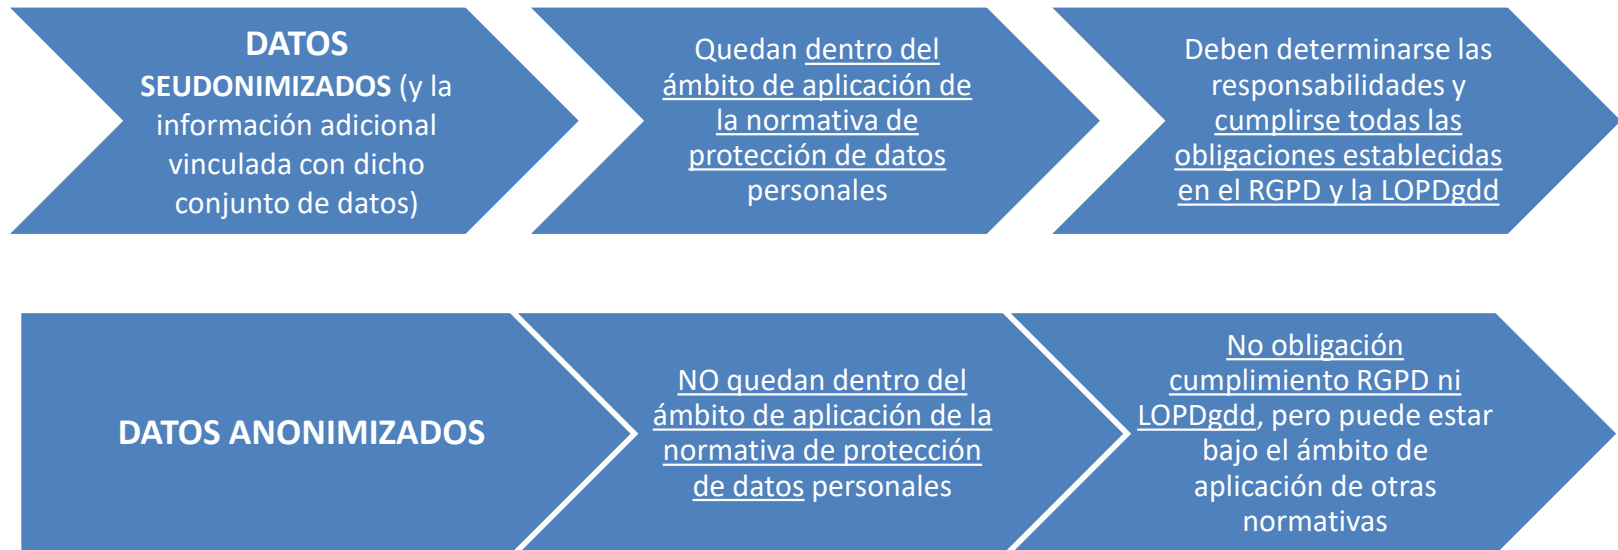 DATOS
SEUDONIMIZADOS (y la
información adicional
vinculada con dicho
conjunto de datos)
Quedan dentro del
ámbito de aplicación de
la normativa de
protección de datos
personales
Deben determinarse las
responsabilidades y
cumplirse todas las
obligaciones establecidas
en el RGPD y la LOPDgdd
DATOS ANONIMIZADOS
NO quedan dentro del
ámbito de aplicación de la
normativa de protección
de datos personales
No obligación
cumplimiento RGPD ni
LOPDgdd, pero puede estar
bajo el ámbito de
aplicación de otras
normativas